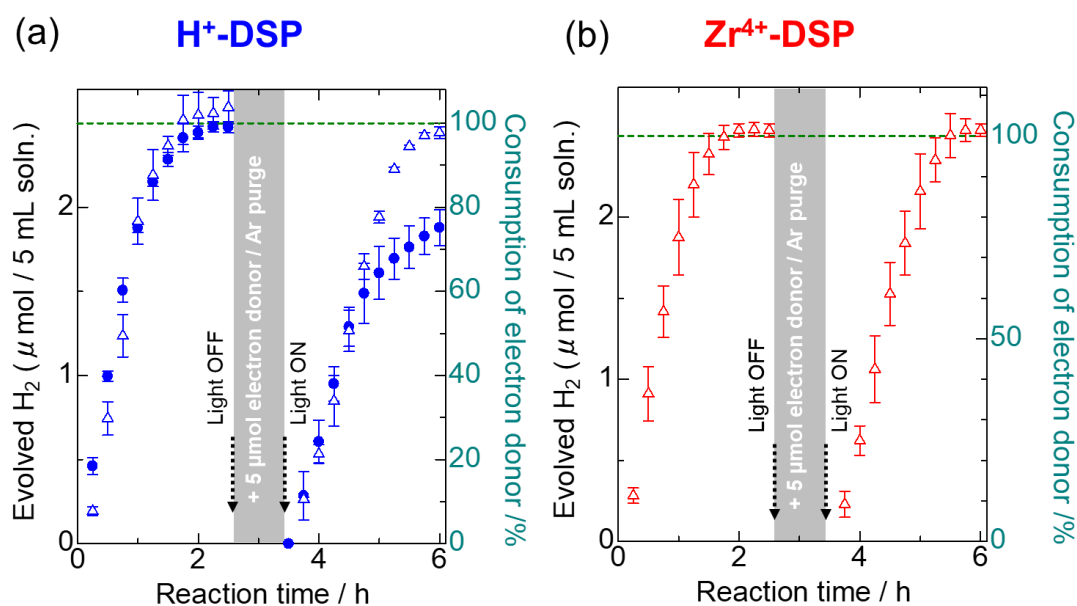 (a)
H⁺-DSP
Evolved H₂ ( μ mol / 5 mL soln.)
2
1
0
Light OFF
+ 5 μmol electron donor / Ar purge
Light ON
100
80
60
40
20
0
Consumption of electron donor /%
0 2 4 6
Reaction time / h
(b)
Zr⁴⁺-DSP
Evolved H₂ ( μ mol / 5 mL soln.)
2
1
0
Light OFF
+ 5 μmol electron donor / Ar purge
Light ON
100
50
0
Consumption of electron donor /%
0 2 4 6
Reaction time / h